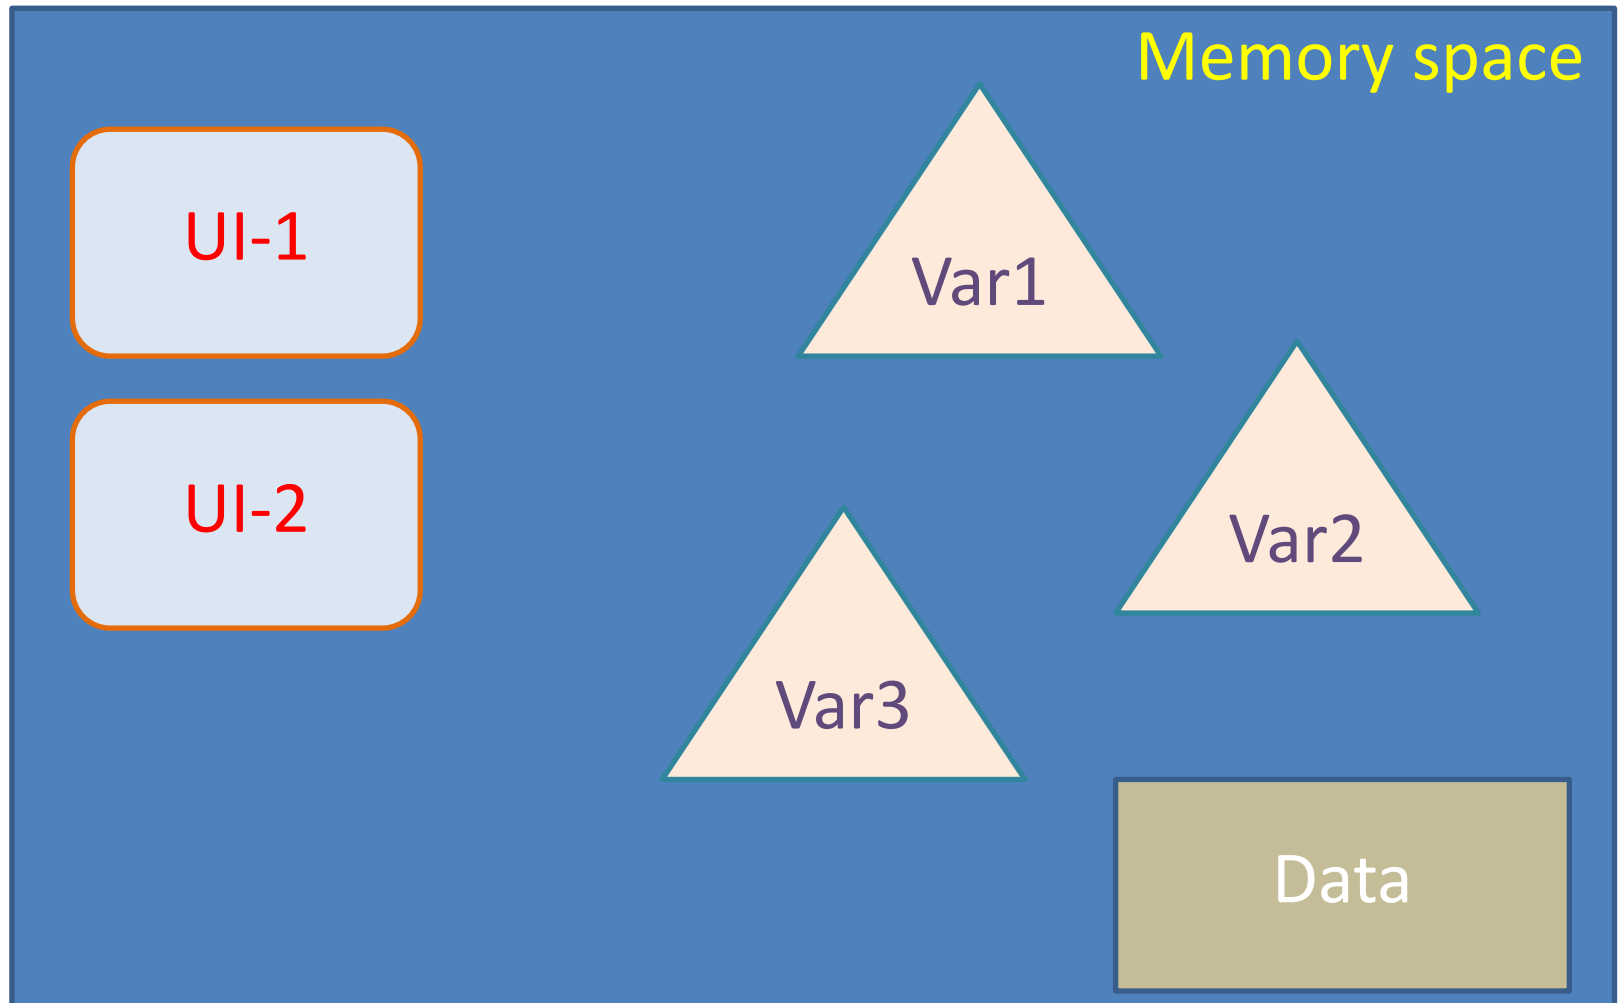 Memory space
UI-1
Var1
UI-2
Var2
Var3
Data